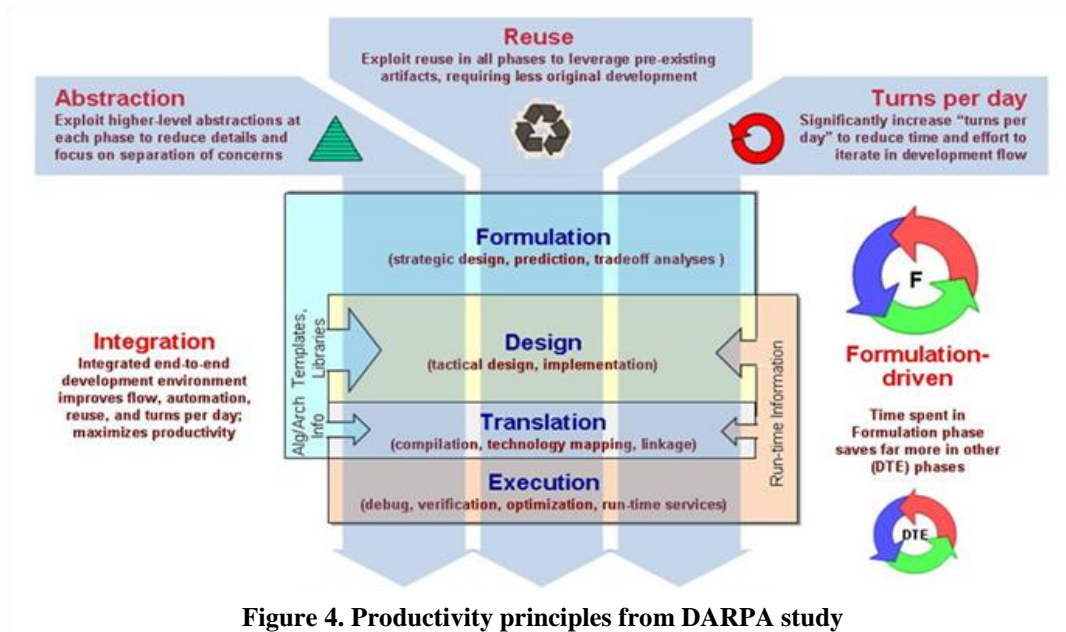 Reuse
Exploit reuse in all phases to leverage pre-existing
artifacts, requiring less original development
Abstraction
Exploit higher-level abstractions at
each phase to reduce details and
focus on separation of concerns
Turns per day
Significantly increase “turns per
day” to reduce time and effort to
iterate in development flow
Formulation
(strategic design, prediction, tradeoff analyses )
F
Integration
Integrated end-to-end
development environment
improves flow, automation,
reuse, and turns per day;
maximizes productivity
Templates,
Libraries
Alg/Arch
Info
Design
(tactical design, implementation)
Translation
(compilation, technology mapping, linkage)
Execution
(debug, verification, optimization, run-time services)
Run-time Information
Formulation-
driven
Time spent in
Formulation phase
saves far more in other
(DTE) phases
DTE
Figure 4. Productivity principles from DARPA study